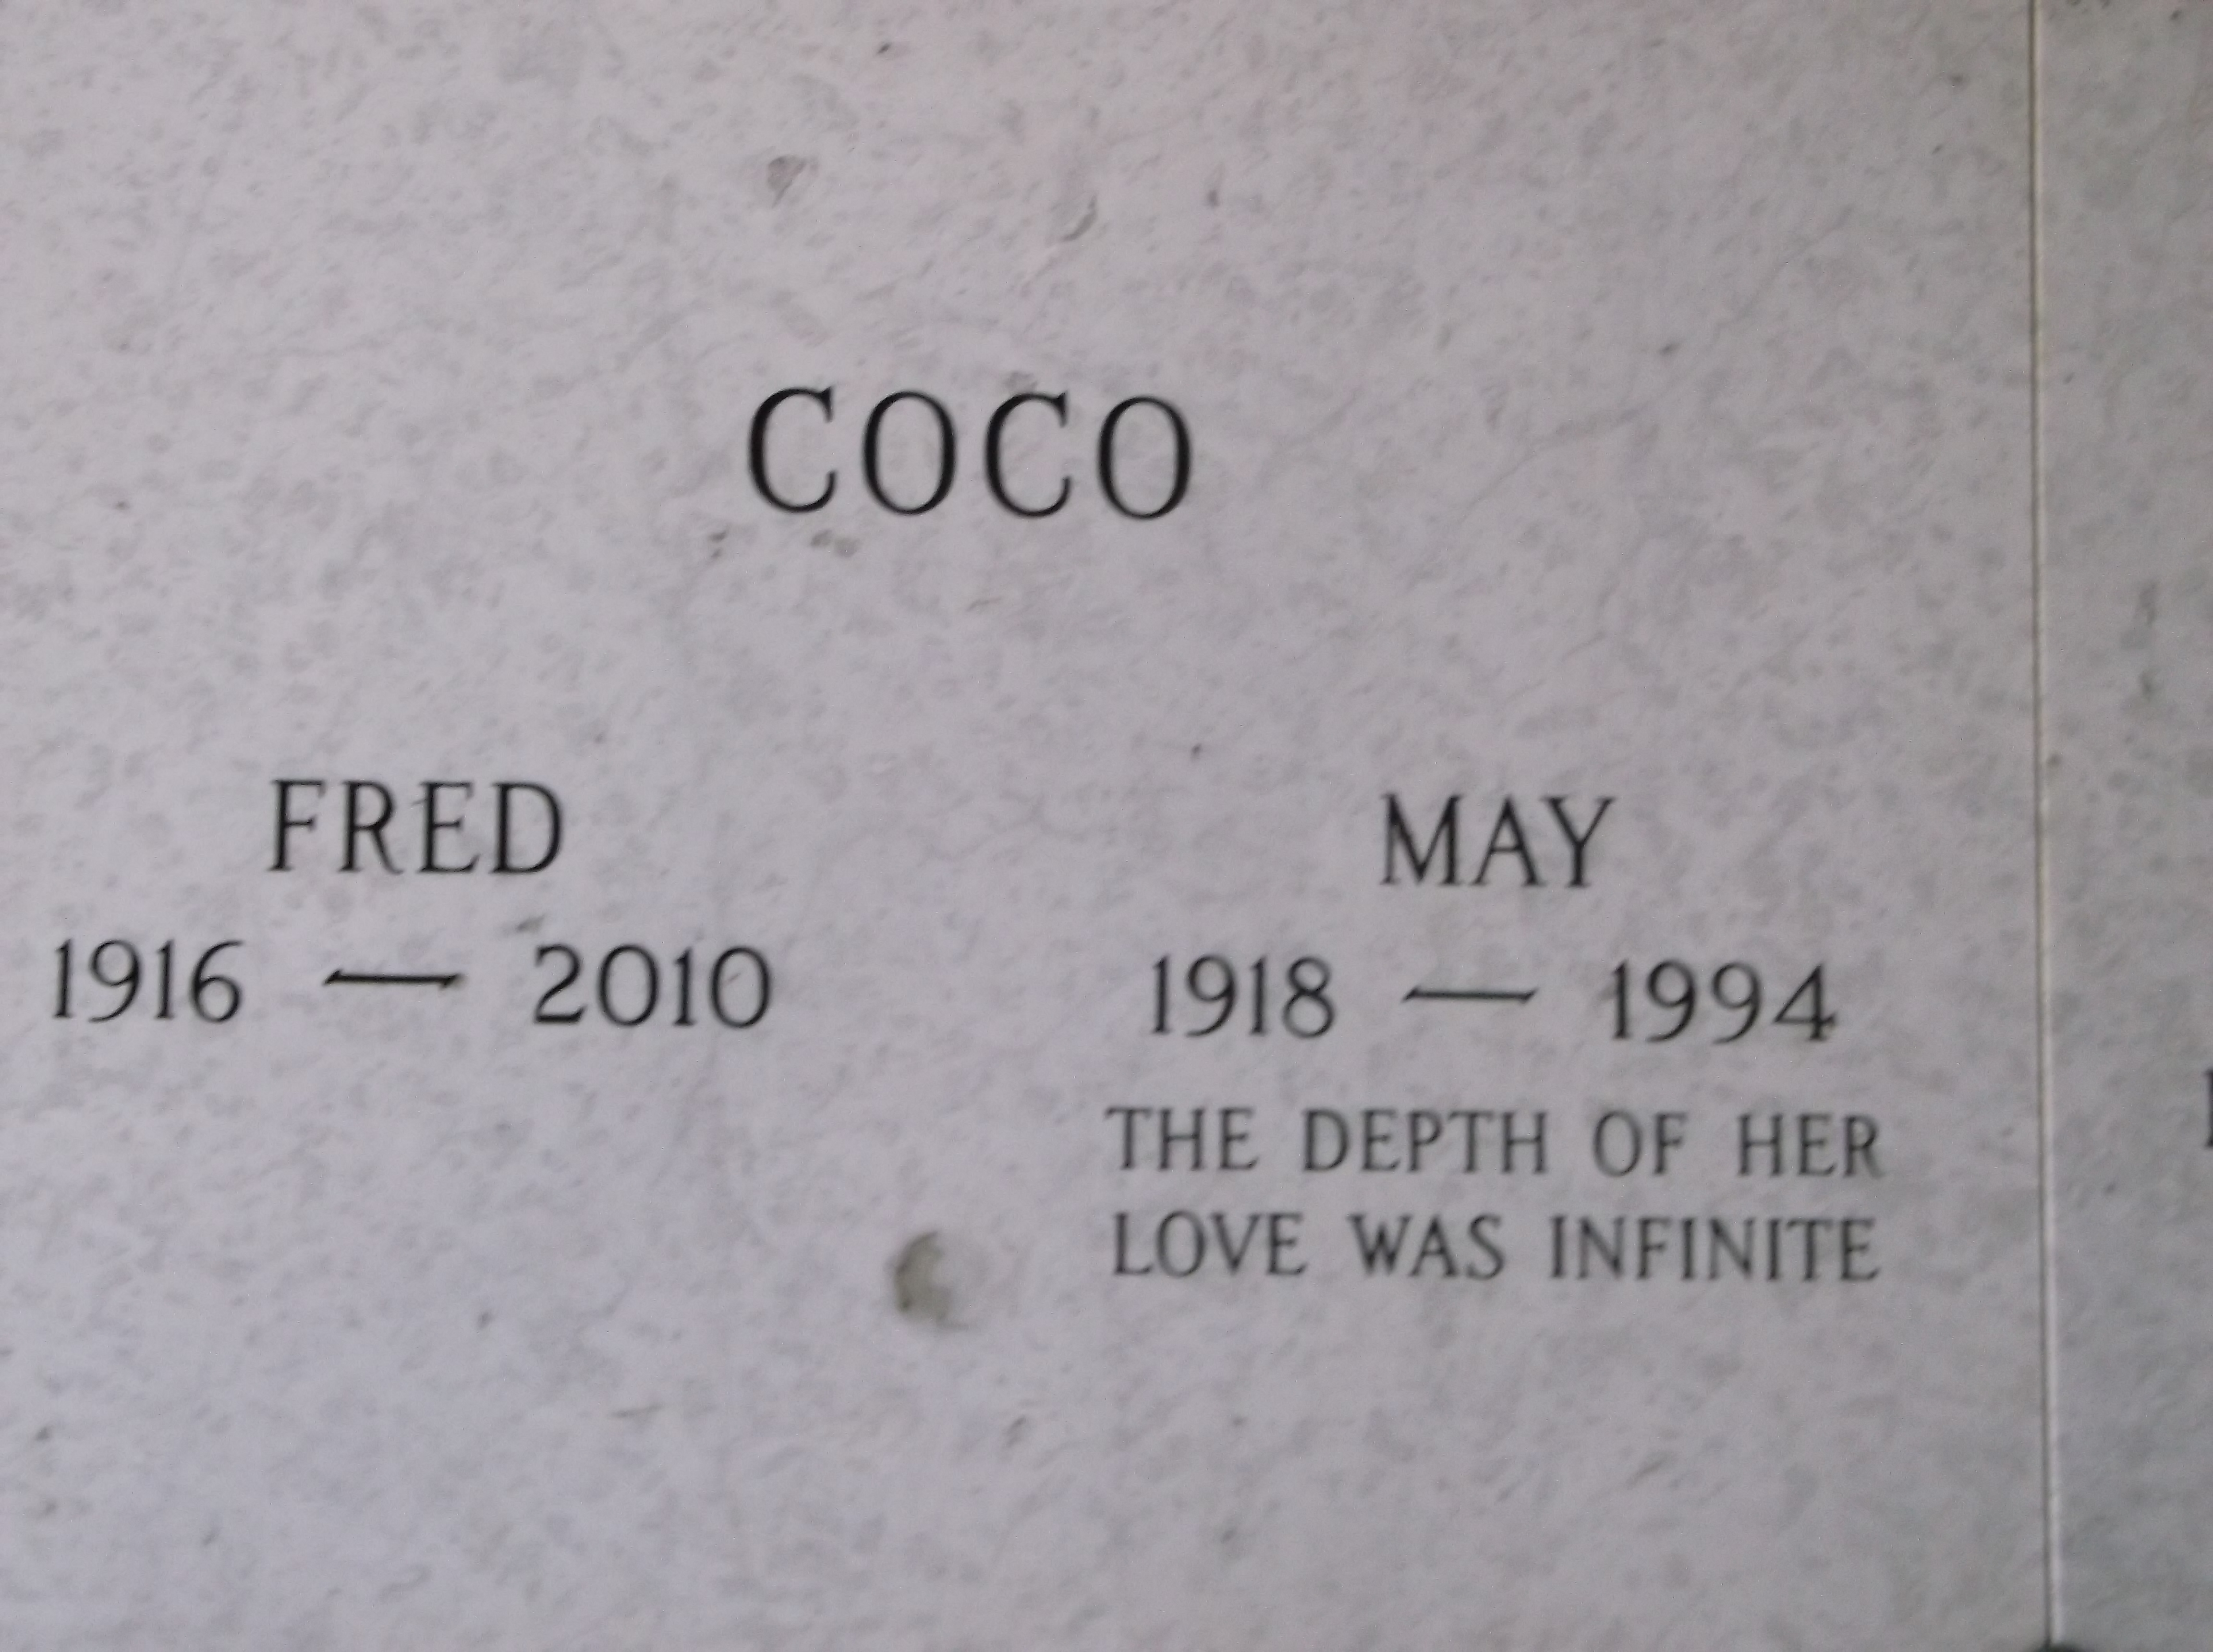 COCO
FRED
1916 — 2010
MAY
1918 — 1994
THE DEPTH OF HER
LOVE WAS INFINITE